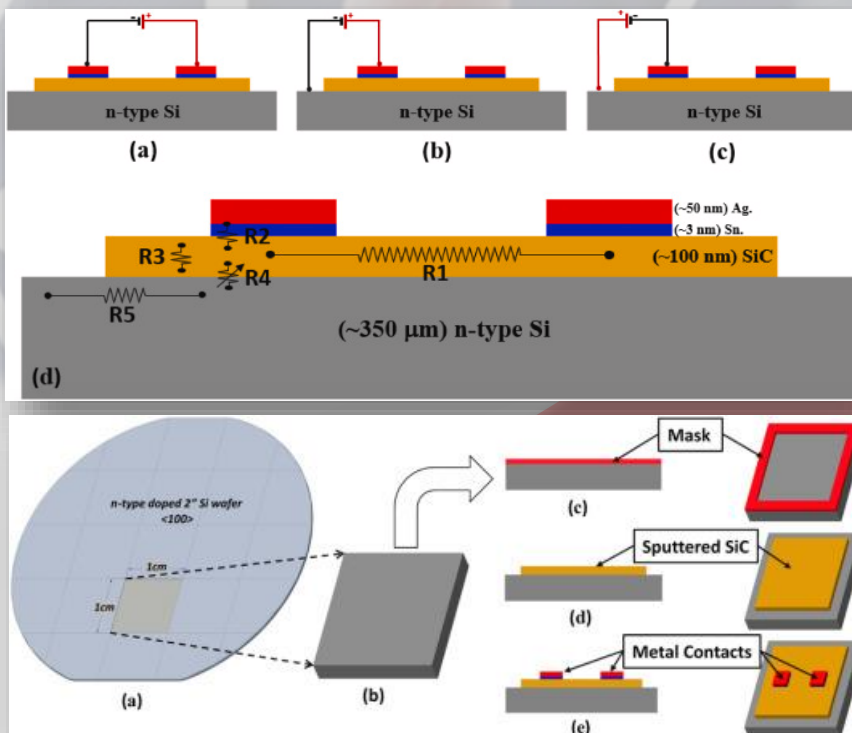 - +
- +
+ -
n-type Si
n-type Si
n-type Si
(a)
(b)
(c)
(~50 nm) Ag.
(~3 nm) Sn.
R2
R3
R4
R1
(~100 nm) SiC
R5
(~350 µm) n-type Si
(d)
n-type doped 2" Si wafer
<100>
1cm
1cm
(a)
(b)
Mask
(c)
Sputtered SiC
(d)
Metal Contacts
(e)